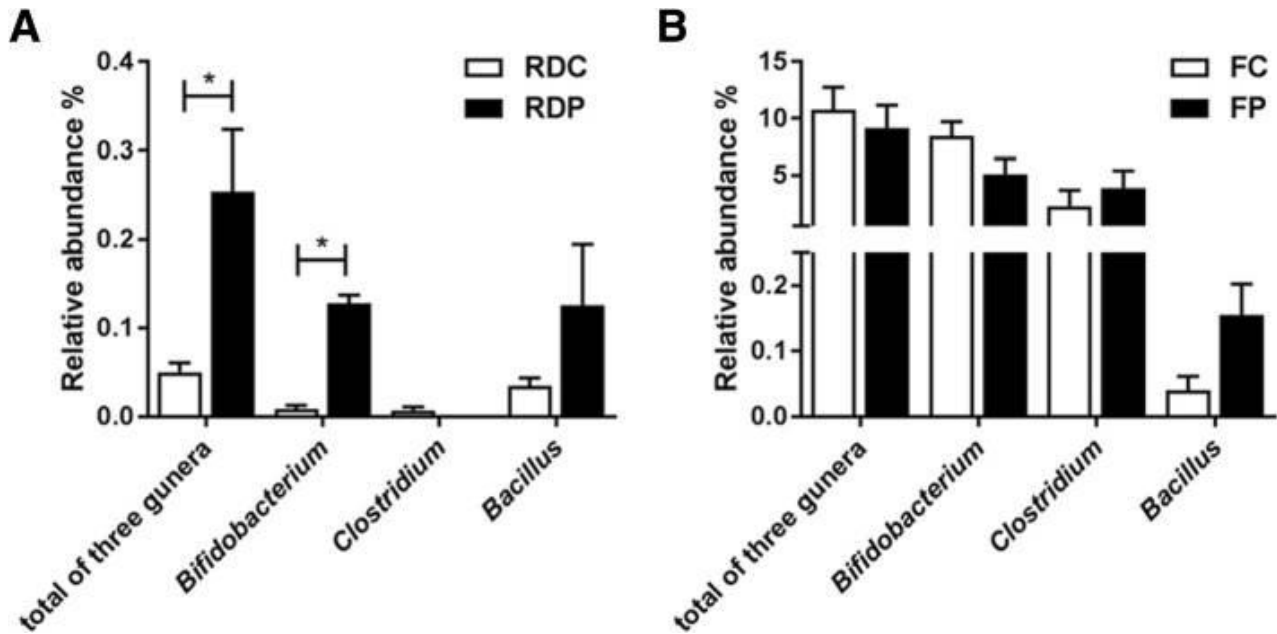 A
Relative abundance %
0.4
0.3
0.2
0.1
0.0
*
*
RDC
RDP
total of three gunera
Bifidobacterium
Clostridium
Bacillus
B
Relative abundance %
15
10
5
0.2
0.1
0.0
FC
FP
total of three gunera
Bifidobacterium
Clostridium
Bacillus